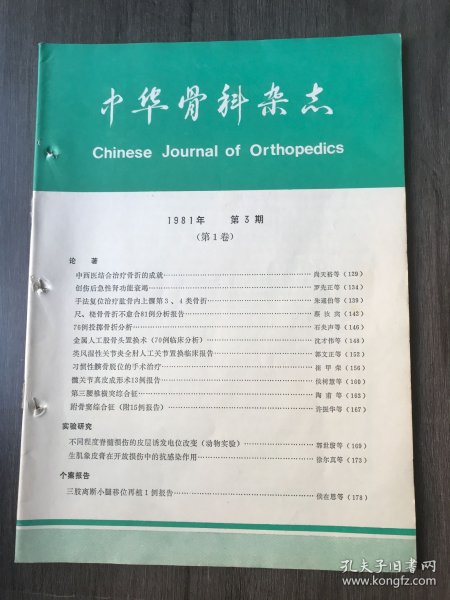 中华骨科杂志
Chinese Journal of Orthopedics
1981年 第3期
(第1卷)
论 著
中西医结合治疗骨折的成就 尚天裕等(129)
创伤后急性肾功能衰竭 罗先正等(134)
手法复位治疗肱骨内上髁第3、4类骨折 朱通伯等(139)
尺、桡骨骨折不愈合81例分析报告 蔡汝宾(143)
76例投掷骨折分析 石央声等(146)
金属人工股骨头置换术(70例临床分析) 沈才伟等(148)
类风湿性关节炎全肘人工关节置换临床报告 郭文正等(152)
习惯性髌骨脱位的手术治疗 崔甲荣(156)
髋关节真皮成形术13例报告 侯树慧等(160)
第三腰椎横突综合征 陶甫等(163)
跗骨窦综合征(附15例报告) 许振华等(167)
实验研究
不同程度脊髓损伤的皮层诱发电位改变(动物实验) 郭世绂等(169)
生肌象皮膏在开放损伤中的抗感染作用 徐尔真等(173)
个案报告
三肢离断小腿移位再植1例报告 侯在恩等(178)
孔夫子旧书网
www.kongfz.com